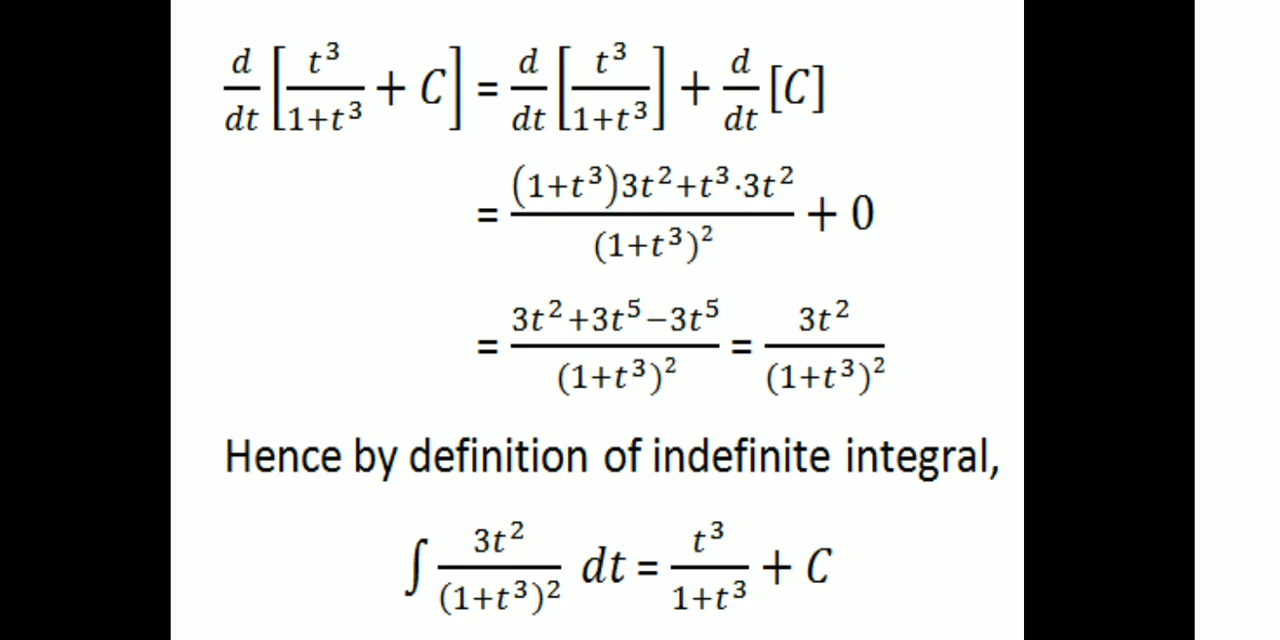 d/dt [t³/(1+t³) + C] = d/dt [t³/(1+t³)] + d/dt [C]
= ((1+t³)3t²+t³·3t²)/(1+t³)² + 0
= (3t²+3t⁵−3t⁵)/(1+t³)² = 3t²/(1+t³)²
Hence by definition of indefinite integral,
∫ 3t²/(1+t³)² dt = t³/(1+t³) + C